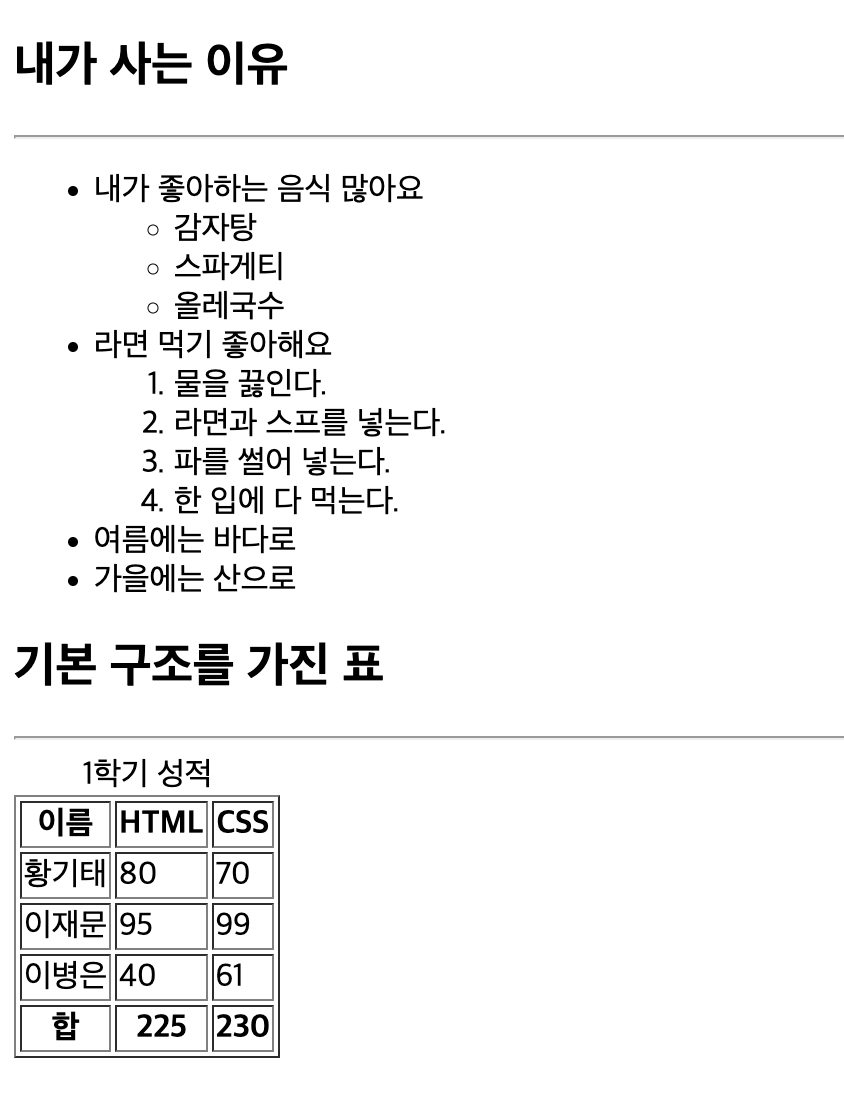 내가 사는 이유
• 내가 좋아하는 음식 많아요
○ 감자탕
○ 스파게티
○ 올레국수
• 라면 먹기 좋아해요
1. 물을 끓인다.
2. 라면과 스프를 넣는다.
3. 파를 썰어 넣는다.
4. 한 입에 다 먹는다.
• 여름에는 바다로
• 가을에는 산으로
기본 구조를 가진 표
1학기 성적
이름 HTML CSS
황기태 80 70
이재문 95 99
이병은 40 61
합 225 230